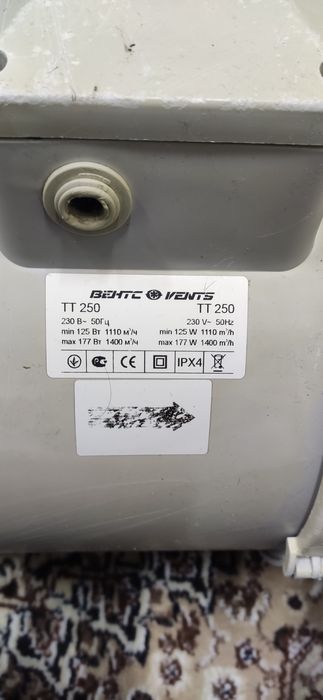 ВЕНТС VENTS
ТТ 250 TT 250
230 В~ 50Гц 230 V~ 50Hz
min 125 Вт 1110 м³/ч min 125 W 1110 m³/h
max 177 Вт 1400 м³/ч max 177 W 1400 m³/h
CE IPX4